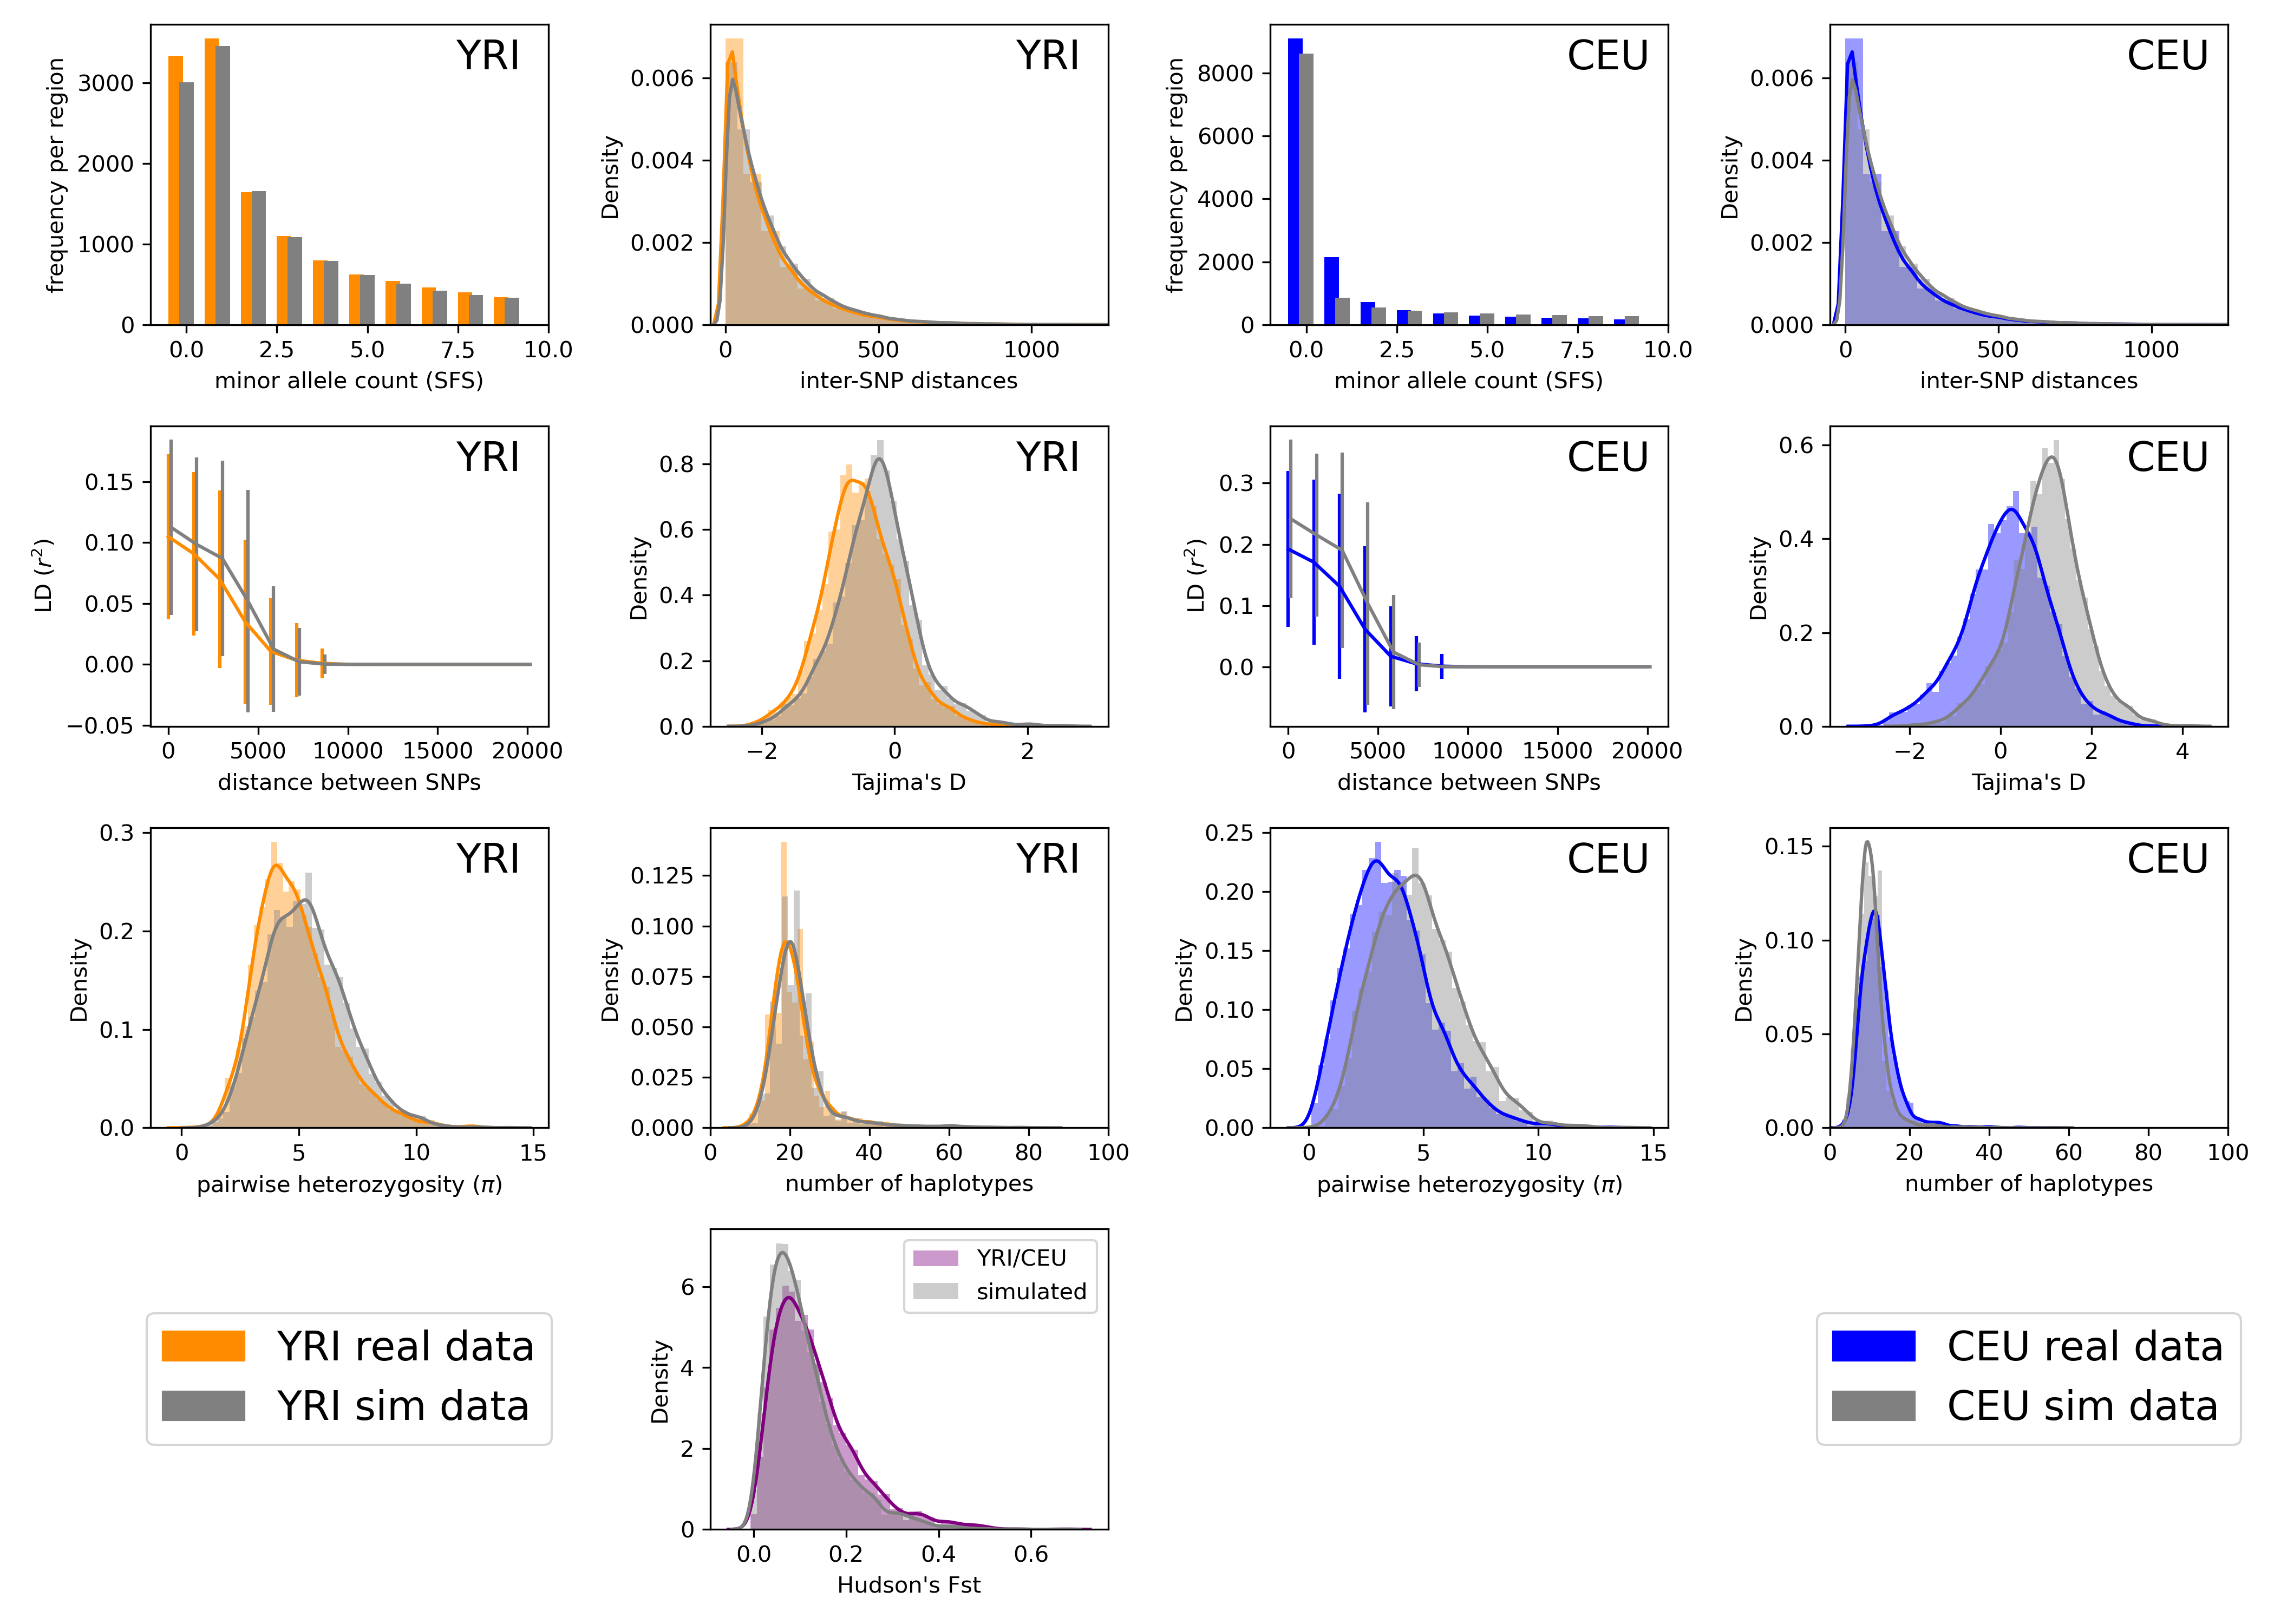 YRI
frequency per region
3000
2000
1000
0
0.0 2.5 5.0 7.5 10.0
minor allele count (SFS)
YRI
Density
0.006
0.004
0.002
0.000
0 500 1000
inter-SNP distances
CEU
frequency per region
8000
6000
4000
2000
0
0.0 2.5 5.0 7.5 10.0
minor allele count (SFS)
CEU
Density
0.006
0.004
0.002
0.000
0 500 1000
inter-SNP distances
YRI
LD (r²)
0.15
0.10
0.05
0.00
−0.05
0 5000 10000 15000 20000
distance between SNPs
YRI
Density
0.8
0.6
0.4
0.2
0.0
−2 0 2
Tajima's D
CEU
LD (r²)
0.3
0.2
0.1
0.0
0 5000 10000 15000 20000
distance between SNPs
CEU
Density
0.6
0.4
0.2
0.0
−2 0 2 4
Tajima's D
YRI
Density
0.3
0.2
0.1
0.0
0 5 10 15
pairwise heterozygosity (π)
YRI
Density
0.125
0.100
0.075
0.050
0.025
0.000
0 20 40 60 80 100
number of haplotypes
CEU
Density
0.25
0.20
0.15
0.10
0.05
0.00
0 5 10 15
pairwise heterozygosity (π)
CEU
Density
0.15
0.10
0.05
0.00
0 20 40 60 80 100
number of haplotypes
YRI real data
YRI sim data
YRI/CEU
simulated
Density
6
4
2
0
0.0 0.2 0.4 0.6
Hudson's Fst
CEU real data
CEU sim data